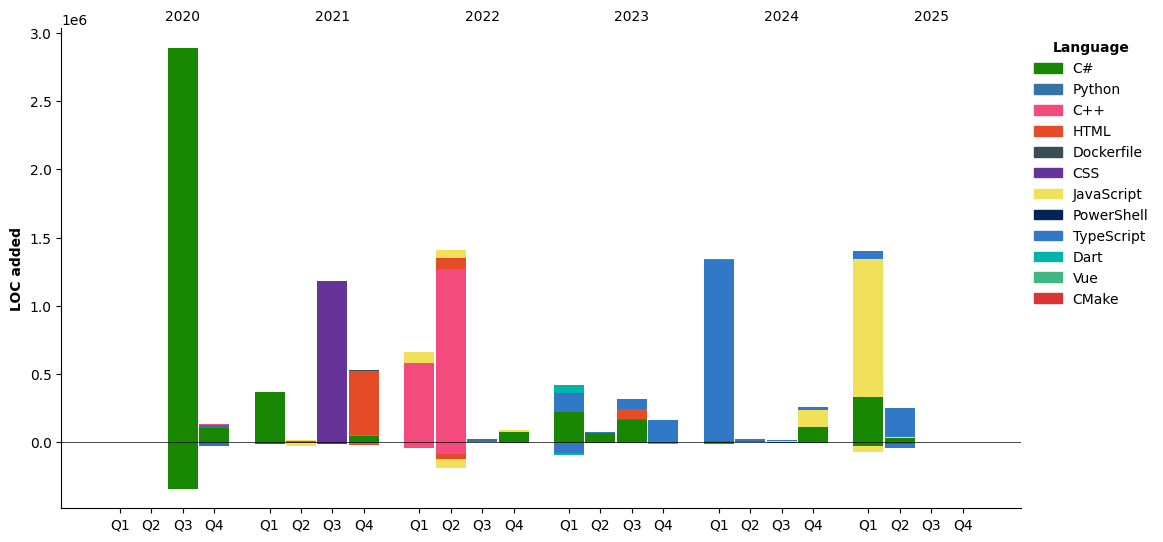 1e6
2020 2021 2022 2023 2024 2025
3.0
2.5
2.0
1.5
1.0
0.5
0.0
LOC added
Q1 Q2 Q3 Q4 Q1 Q2 Q3 Q4 Q1 Q2 Q3 Q4 Q1 Q2 Q3 Q4 Q1 Q2 Q3 Q4 Q1 Q2 Q3 Q4
Language
C#
Python
C++
HTML
Dockerfile
CSS
JavaScript
PowerShell
TypeScript
Dart
Vue
CMake